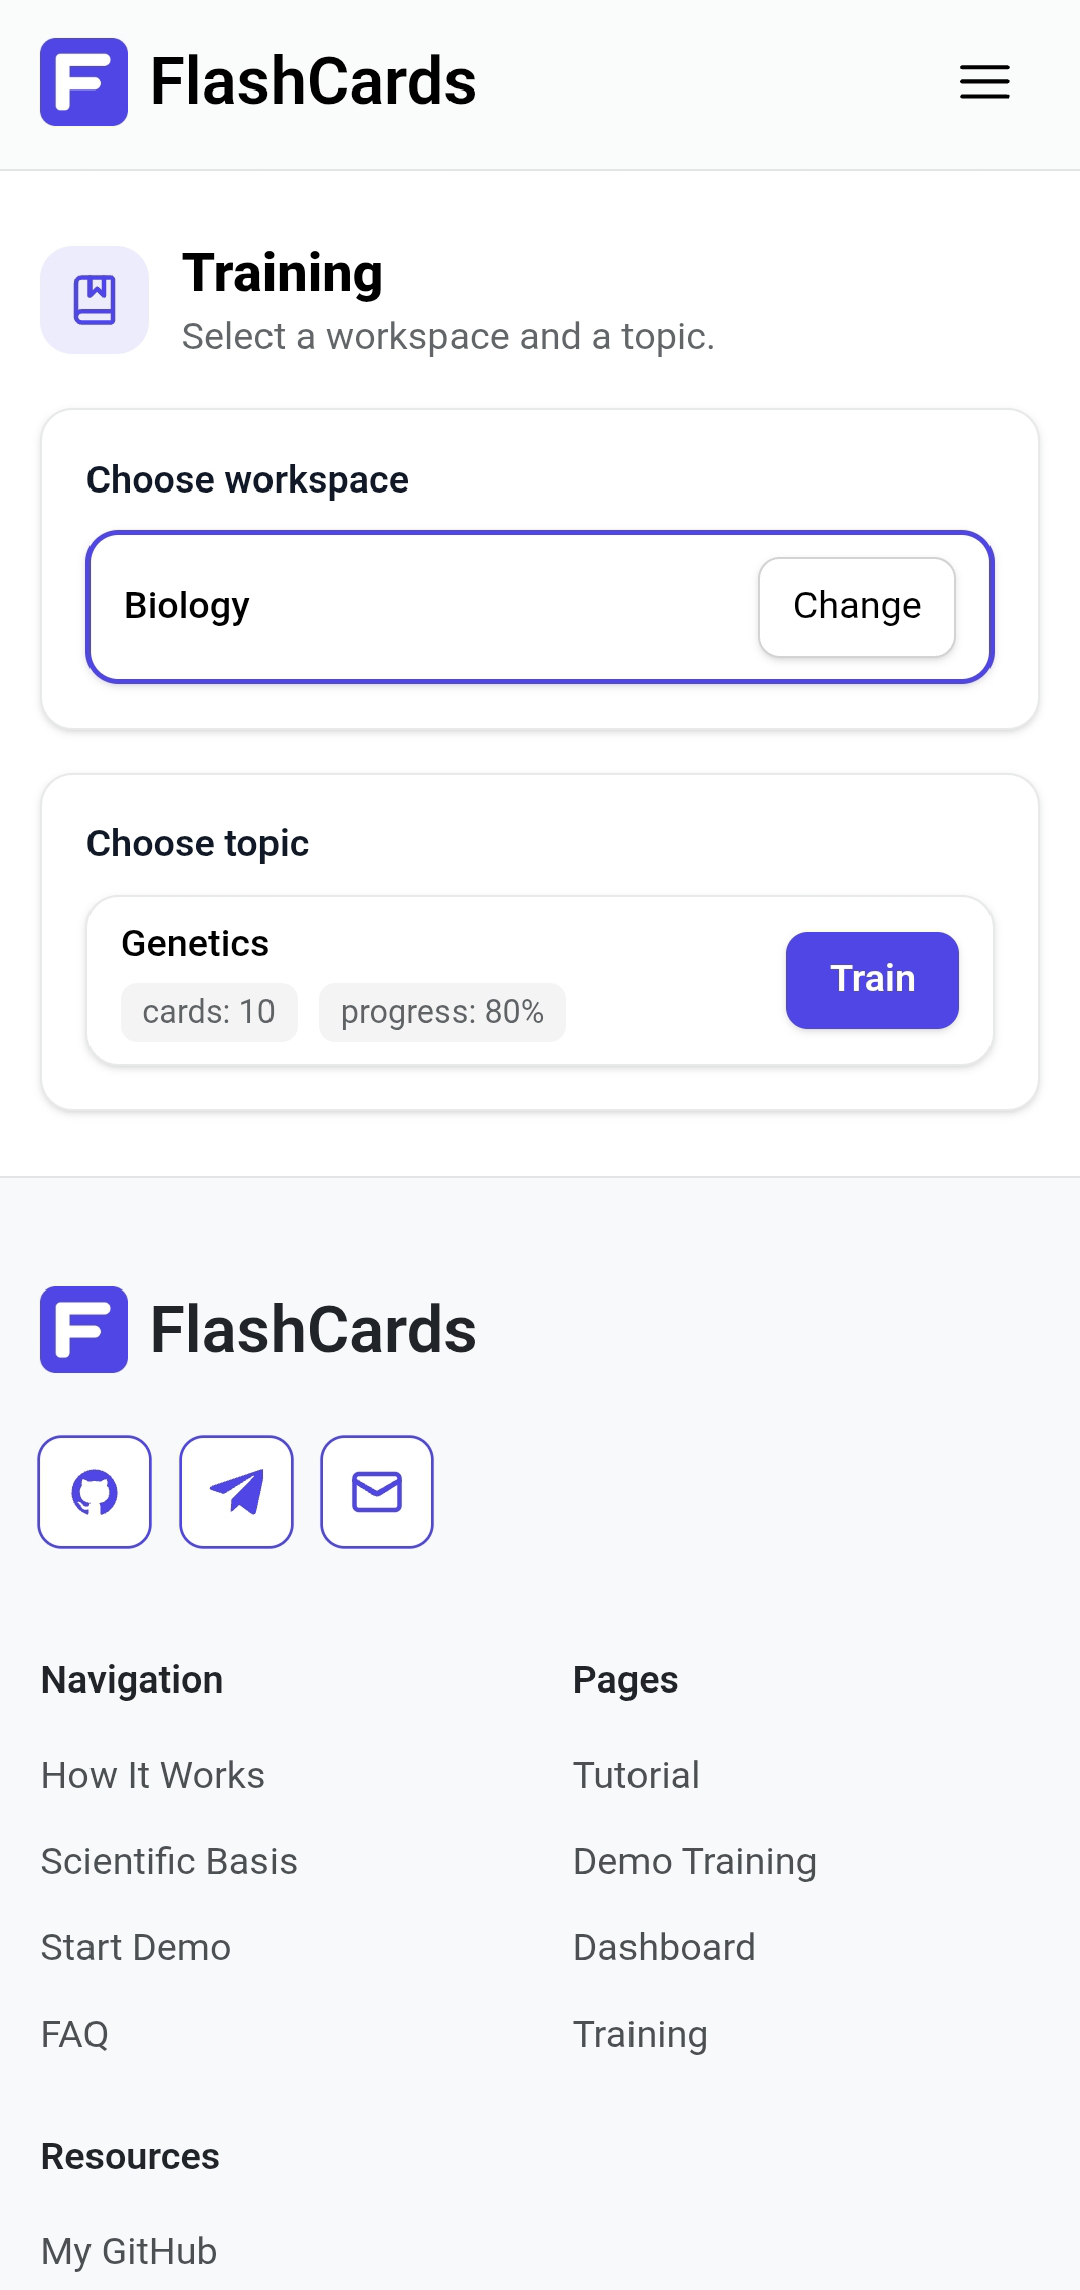 FlashCards
Training
Select a workspace and a topic.
Choose workspace
Biology
Change
Choose topic
Genetics
cards: 10
progress: 80%
Train
FlashCards
Navigation
How It Works
Scientific Basis
Start Demo
FAQ
Pages
Tutorial
Demo Training
Dashboard
Training
Resources
My GitHub